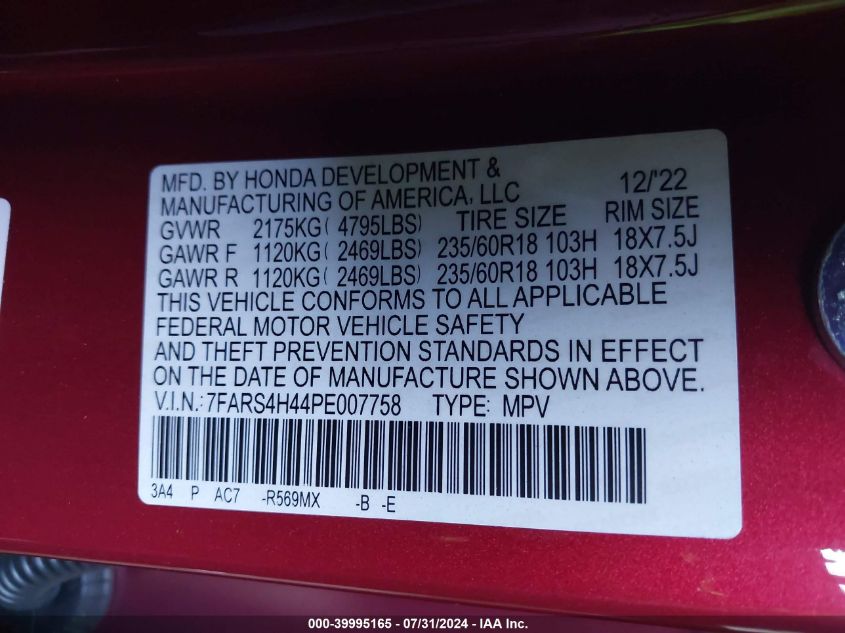 MFD. BY HONDA DEVELOPMENT &
MANUFACTURING OF AMERICA, LLC 12/'22
GVWR 2175KG( 4795LBS) TIRE SIZE RIM SIZE
GAWR F 1120KG( 2469LBS) 235/60R18 103H 18X7.5J
GAWR R 1120KG( 2469LBS) 235/60R18 103H 18X7.5J
THIS VEHICLE CONFORMS TO ALL APPLICABLE
FEDERAL MOTOR VEHICLE SAFETY
AND THEFT PREVENTION STANDARDS IN EFFECT
ON THE DATE OF MANUFACTURE SHOWN ABOVE.
V.I.N.:7FARS4H44PE007758 TYPE: MPV
3A4 P AC7 -R569MX -B -E
000-39995165 - 07/31/2024 - IAA Inc.